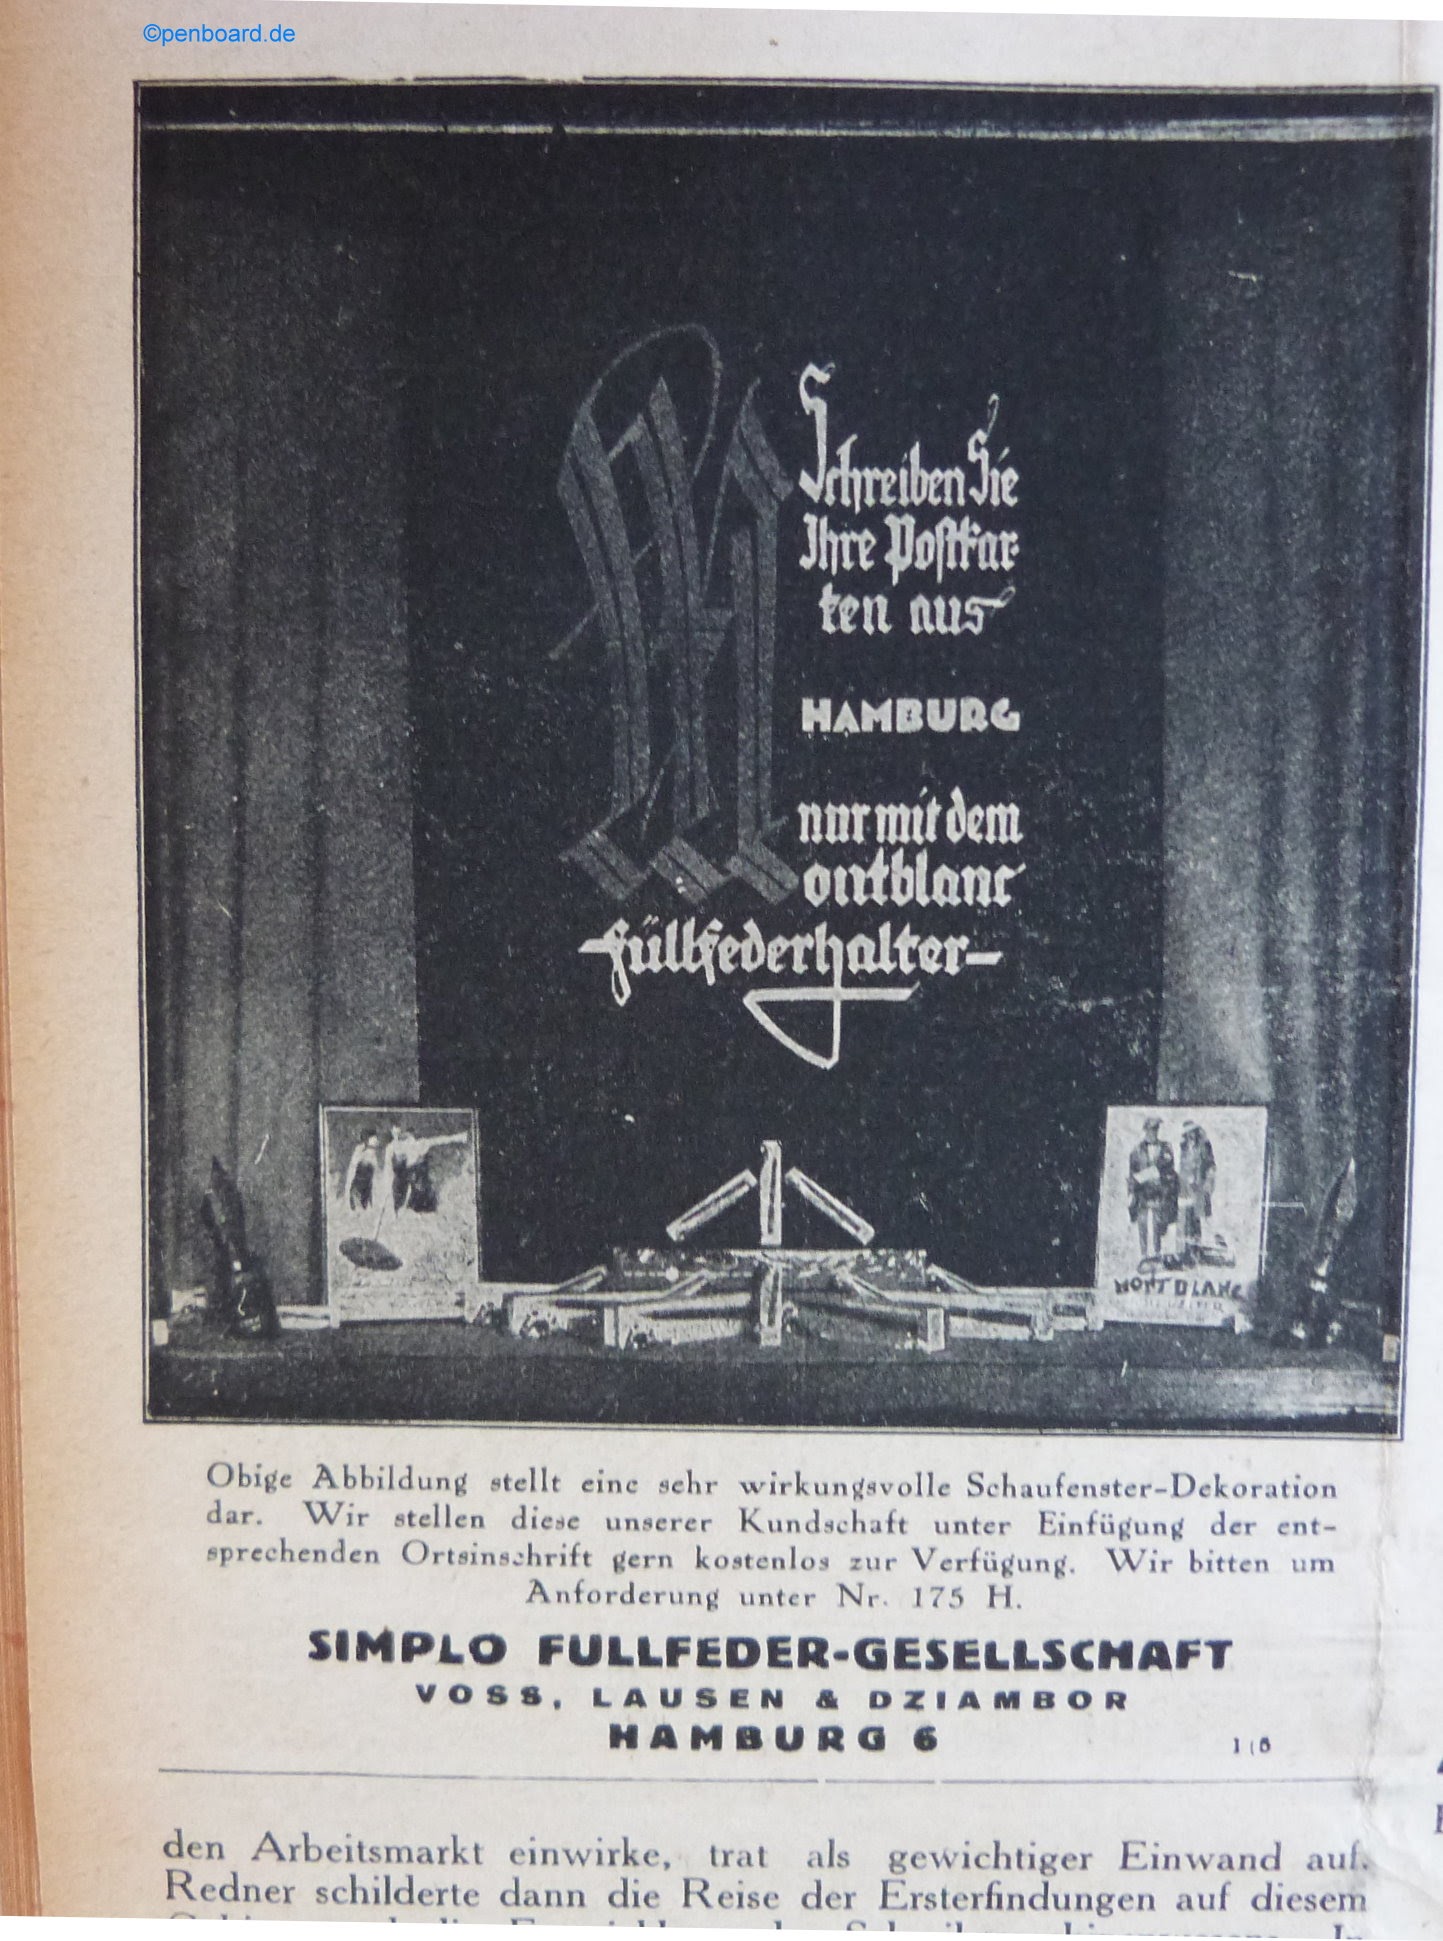 ©penboard.de
Schreiben Sie
Ihre Postkar-
ten aus
HAMBURG
nur mit dem
Montblanc
Füllfederhalter
MONTBLANC
Obige Abbildung stellt eine sehr wirkungsvolle Schaufenster-Dekoration
dar. Wir stellen diese unserer Kundschaft unter Einfügung der ent-
sprechenden Ortsinschrift gern kostenlos zur Verfügung. Wir bitten um
Anforderung unter Nr. 175 H.
SIMPLO FULLFEDER-GESELLSCHAFT
VOSS, LAUSEN & DZIAMBOR
HAMBURG 6
den Arbeitsmarkt einwirke, trat als gewichtiger Einwand auf.
Redner schilderte dann die Reise der Ersterfindungen auf diesem